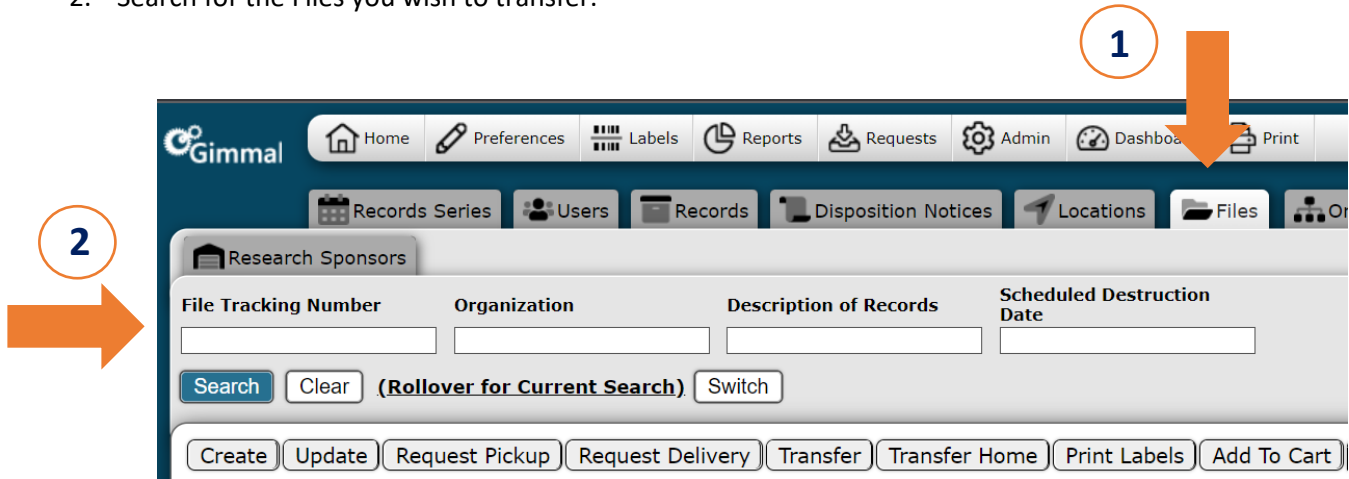 2. Search for the Files you wish to transfer.
1
Gimmal
Home Preferences Labels Reports Requests Admin Dashboa Print
Records Series Users Records Disposition Notices Locations Files Or
2
Research Sponsors
File Tracking Number Organization Description of Records Scheduled Destruction
Date
Search Clear (Rollover for Current Search) Switch
Create Update Request Pickup Request Delivery Transfer Transfer Home Print Labels Add To Cart